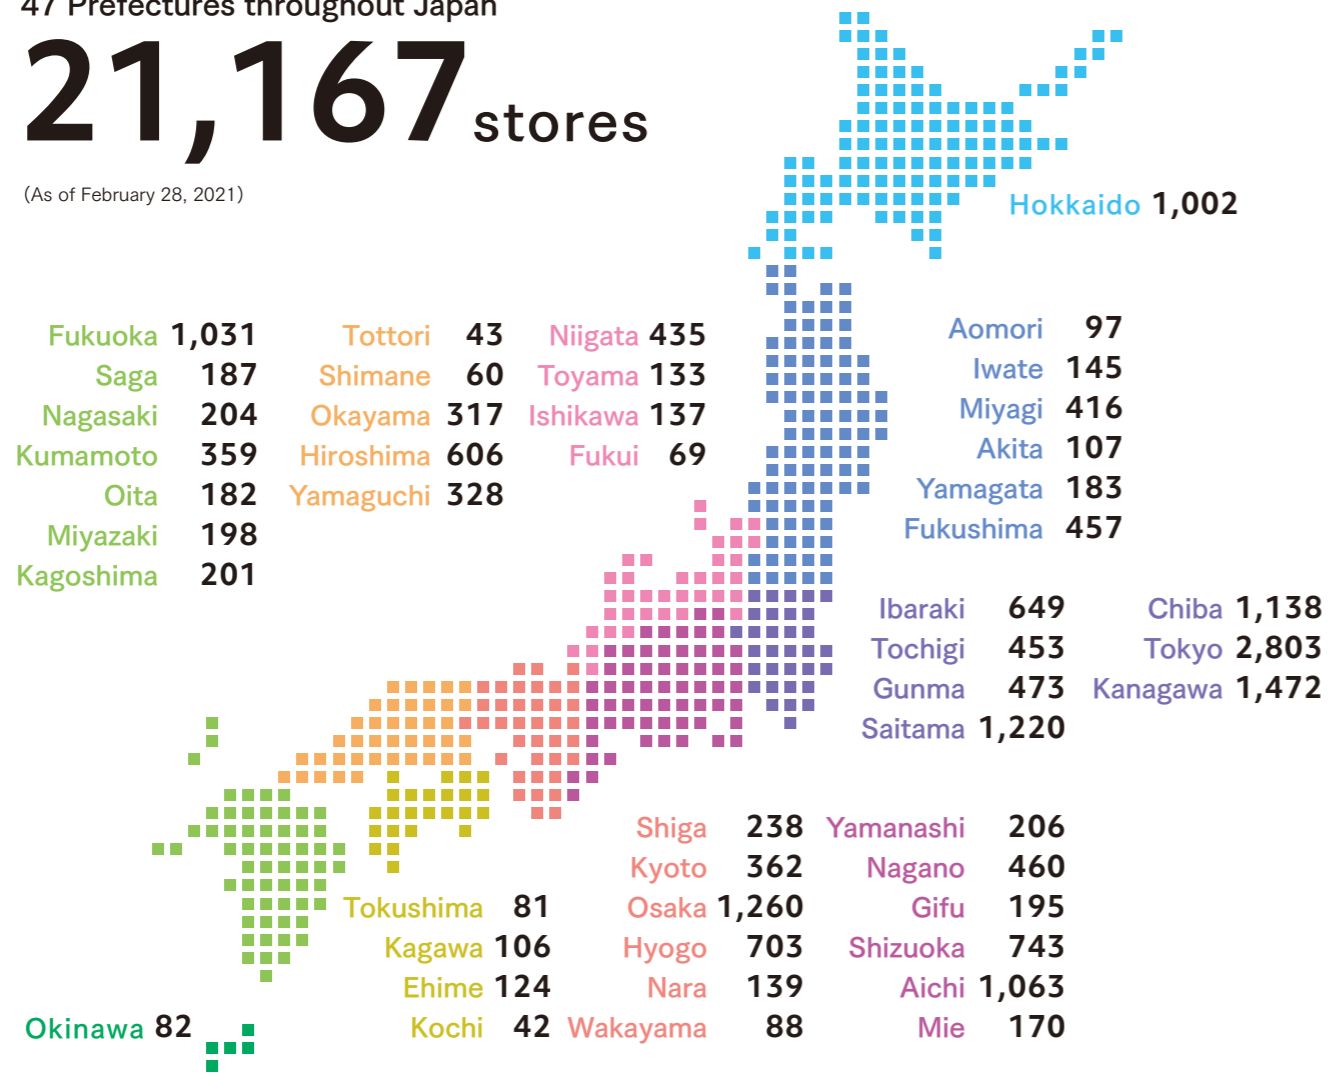 47 Prefectures throughout Japan
21,167 stores
(As of February 28, 2021)
Hokkaido 1,002
Fukuoka 1,031
Saga 187
Nagasaki 204
Kumamoto 359
Oita 182
Miyazaki 198
Kagoshima 201
Tottori 43
Shimane 60
Okayama 317
Hiroshima 606
Yamaguchi 328
Niigata 435
Toyama 133
Ishikawa 137
Fukui 69
Aomori 97
Iwate 145
Miyagi 416
Akita 107
Yamagata 183
Fukushima 457
Ibaraki 649
Tochigi 453
Gunma 473
Saitama 1,220
Chiba 1,138
Tokyo 2,803
Kanagawa 1,472
Tokushima 81
Kagawa 106
Ehime 124
Kochi 42
Shiga 238
Kyoto 362
Osaka 1,260
Hyogo 703
Nara 139
Wakayama 88
Yamanashi 206
Nagano 460
Gifu 195
Shizuoka 743
Aichi 1,063
Mie 170
Okinawa 82